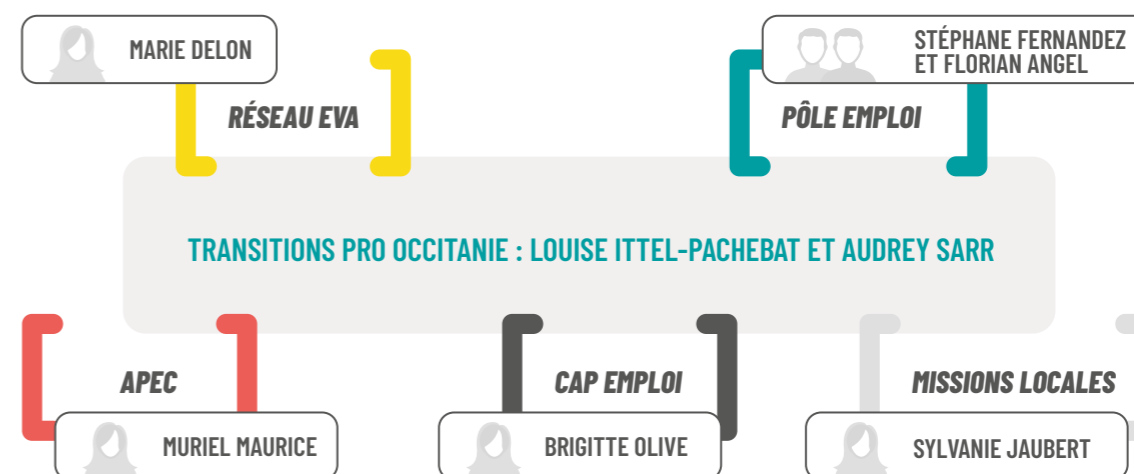 MARIE DELON
RÉSEAU EVA
STÉPHANE FERNANDEZ
ET FLORIAN ANGEL
PÔLE EMPLOI
TRANSITIONS PRO OCCITANIE : LOUISE ITTEL-PACHEBAT ET AUDREY SARR
APEC
MURIEL MAURICE
CAP EMPLOI
BRIGITTE OLIVE
MISSIONS LOCALES
SYLVANIE JAUBERT